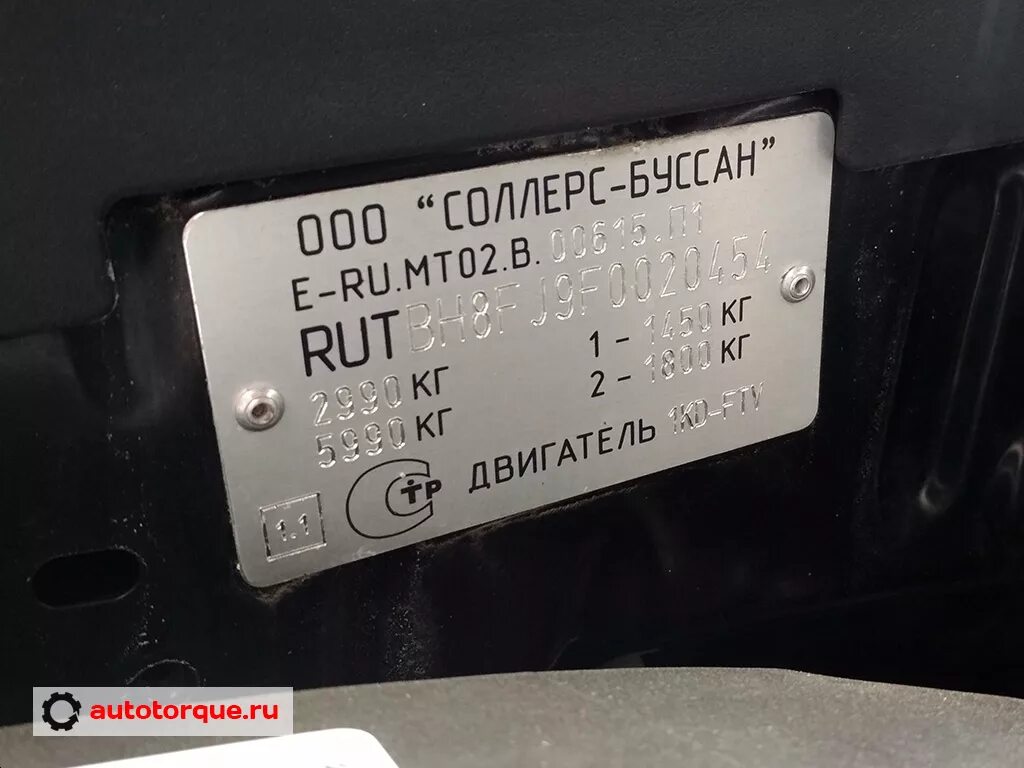 ООО “СОЛЛЕРС-БУССАН”
E-RU.MT02.B.00615.П1
RUTBH8FJ9F0020454
2990 КГ 1 - 1450 КГ
5990 КГ 2 - 1800 КГ
1.1 СТР ДВИГАТЕЛЬ 1KD-FTV
autotorque.ru